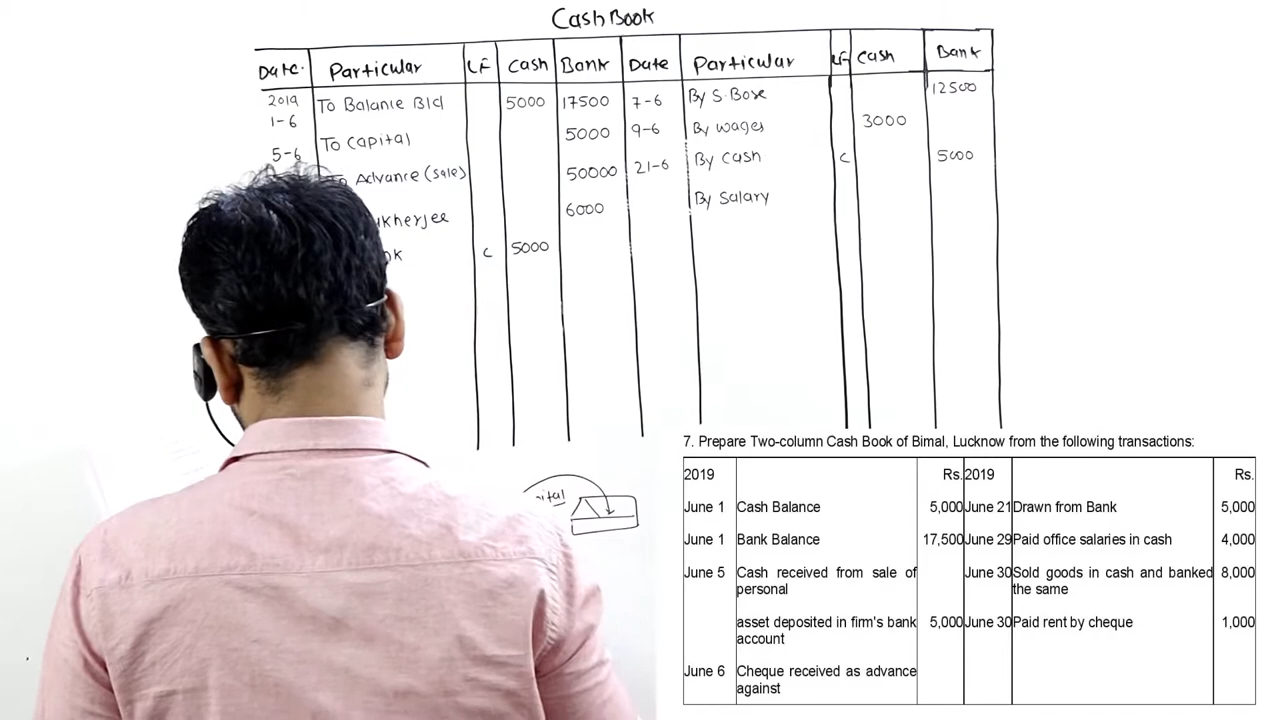 Cash Book
Date. Particular LF Cash Bank Date Particular LF Cash Bank
2019 To Balance Bld 5000 17500 7-6 By S. Bose 12500
1-6
To Capital 5000 9-6 By wages 3000
5-6
Advance (sale) 50000 21-6 By Cash C 5000
6000 By Salary
C 5000
7. Prepare Two-column Cash Book of Bimal, Lucknow from the following transactions:
2019 Rs. 2019 Rs.
June 1 Cash Balance 5,000 June 21 Drawn from Bank 5,000
June 1 Bank Balance 17,500 June 29 Paid office salaries in cash 4,000
June 5 Cash received from sale of June 30 Sold goods in cash and banked 8,000
personal the same
asset deposited in firm's bank 5,000 June 30 Paid rent by cheque 1,000
account
June 6 Cheque received as advance
against